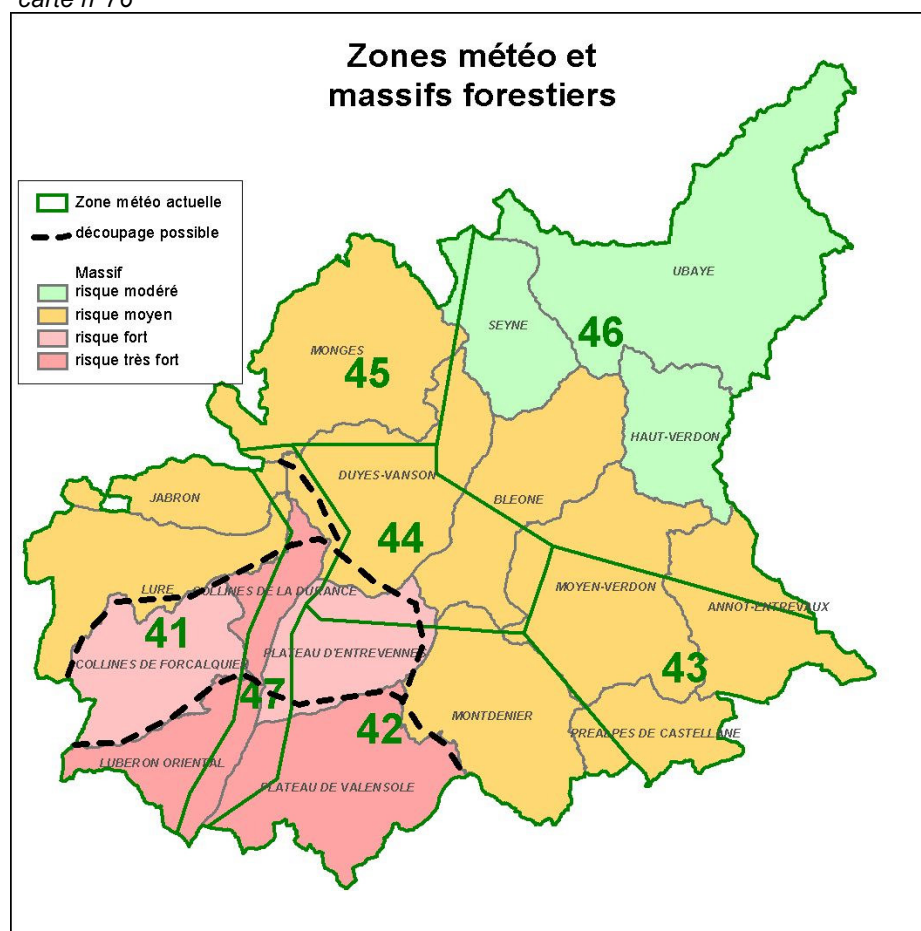 carte n°76
Zones météo et
massifs forestiers
Zone météo actuelle
découpage possible
Massif
risque modéré
risque moyen
risque fort
risque très fort
UBAYE
SEYNE
46
MONGES
45
HAUT-VERDON
DUYES-VANSON
BLEONE
JABRON
44
MOYEN-VERDON
LURE
COLLINES DE LA DURANCE
ANNOT-ENTREVAUX
41
PLATEAU D'ENTREVENNES
COLLINES DE FORCALQUIER
43
47
42
MONTDENIER
PREALPES DE CASTELLANE
LUBERON ORIENTAL
PLATEAU DE VALENSOLE